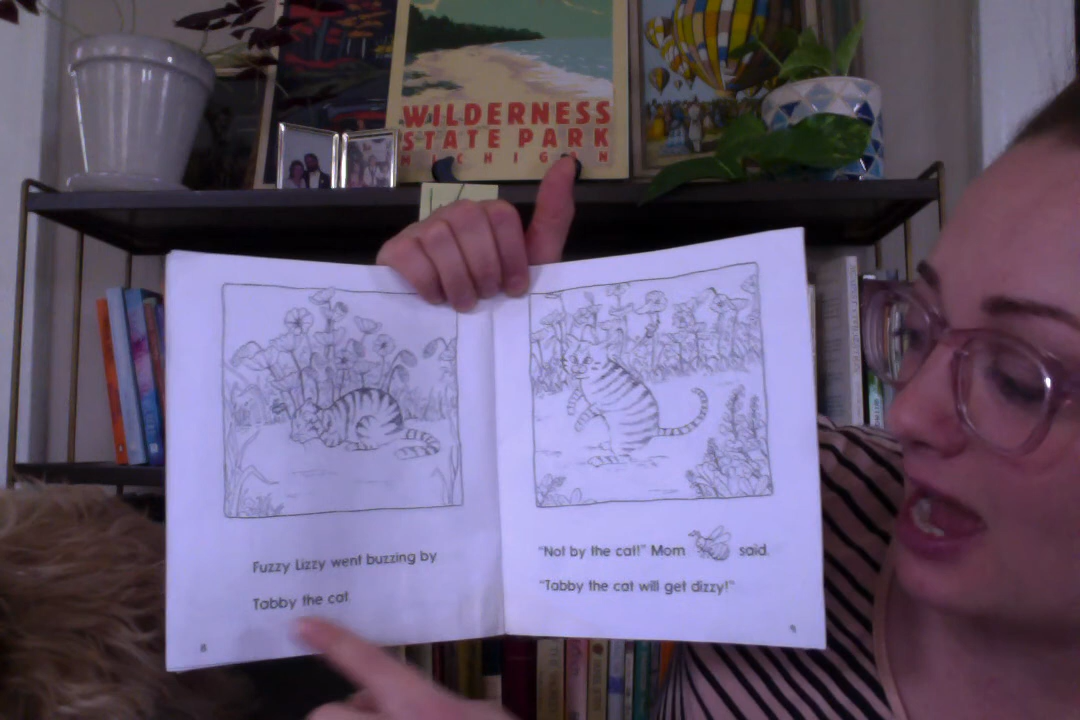 WILDERNESS
STATE PARK
MICHIGAN
Fuzzy Lizzy went buzzing by
Tabby the cat
8
"Not by the cat!" Mom said.
"Tabby the cat will get dizzy!"
9